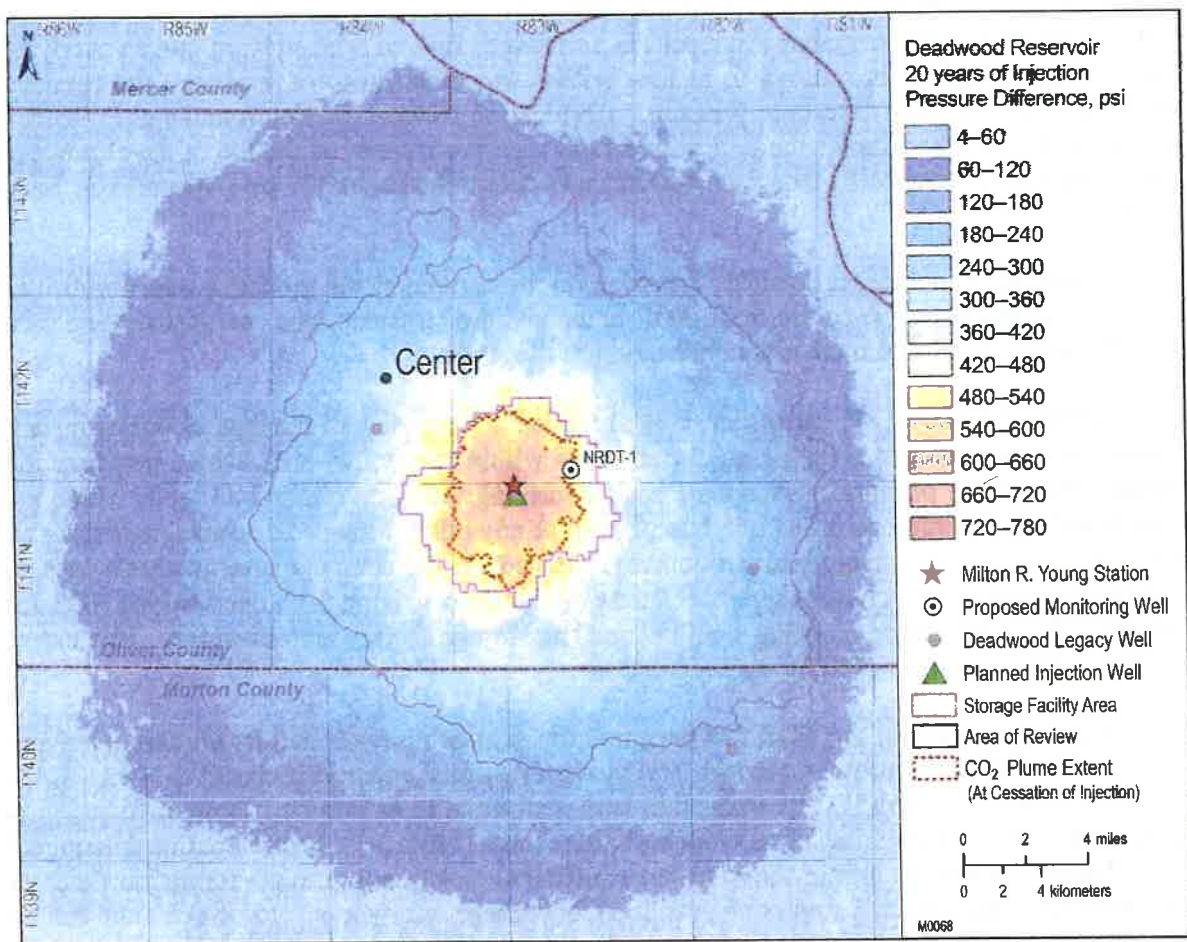 N
R86W
R85W
R84W
R83W
R82W
R81W
Mercer County
T143N
T142N
Center
NRDT-1
T141N
Oliver County
Morton County
T140N
T139N
Deadwood Reservoir
20 years of Injection
Pressure Difference, psi
4–60
60–120
120–180
180–240
240–300
300–360
360–420
420–480
480–540
540–600
600–660
660–720
720–780
Milton R. Young Station
Proposed Monitoring Well
Deadwood Legacy Well
Planned Injection Well
Storage Facility Area
Area of Review
CO₂ Plume Extent
(At Cessation of Injection)
0 2 4 miles
0 2 4 kilometers
M0068